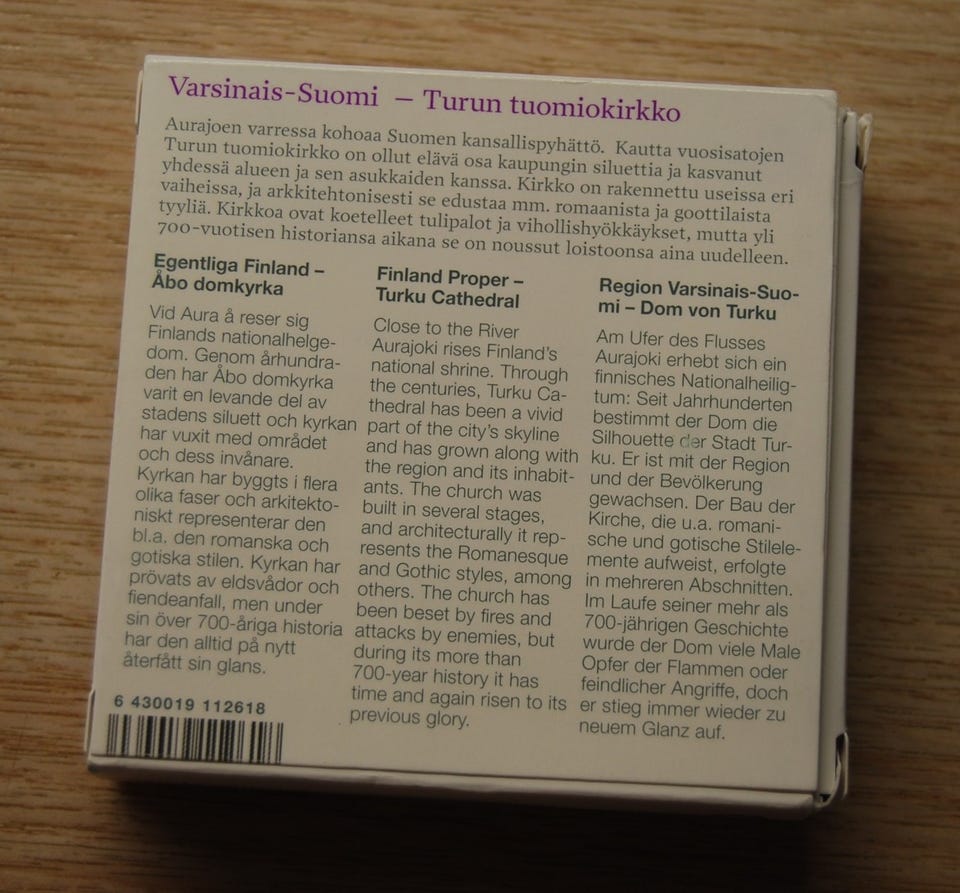 Varsinais-Suomi – Turun tuomiokirkko
Aurajoen varressa kohoaa Suomen kansallispyhättö. Kautta vuosisatojen
Turun tuomiokirkko on ollut elävä osa kaupungin siluettia ja kasvanut
yhdessä alueen ja sen asukkaiden kanssa. Kirkko on rakennettu useissa eri
vaiheissa, ja arkkitehtonisesti se edustaa mm. romaanista ja goottilaista
tyyliä. Kirkkoa ovat koetelleet tulipalot ja vihollishyökkäykset, mutta yli
700-vuotisen historiansa aikana se on noussut loistoonsa aina uudelleen.
Egentliga Finland –
Åbo domkyrka
Vid Aura å reser sig
Finlands nationalhelge-
dom. Genom århundra-
den har Åbo domkyrka
varit en levande del av
stadens siluett och kyrkan
har vuxit med området
och dess invånare.
Kyrkan har byggts i flera
olika faser och arkitekto-
niskt representerar den
bl.a. den romanska och
gotiska stilen. Kyrkan har
prövats av eldsvådor och
fiendeanfall, men under
sin över 700-åriga historia
har den alltid på nytt
återfått sin glans.
Finland Proper –
Turku Cathedral
Close to the River
Aurajoki rises Finland's
national shrine. Through
the centuries, Turku Ca-
thedral has been a vivid
part of the city's skyline
and has grown along with
the region and its inhabit-
ants. The church was
built in several stages,
and architecturally it rep-
resents the Romanesque
and Gothic styles, among
others. The church has
been beset by fires and
attacks by enemies, but
during its more than
700-year history it has
time and again risen to its
previous glory.
Region Varsinais-Suo-
mi – Dom von Turku
Am Ufer des Flusses
Aurajoki erhebt sich ein
finnisches Nationalheilig-
tum: Seit Jahrhunderten
bestimmt der Dom die
Silhouette der Stadt Tur-
ku. Er ist mit der Region
und der Bevölkerung
gewachsen. Der Bau der
Kirche, die u.a. romani-
sche und gotische Stilele-
mente aufweist, erfolgte
in mehreren Abschnitten.
Im Laufe seiner mehr als
700-jährigen Geschichte
wurde der Dom viele Male
Opfer der Flammen oder
feindlicher Angriffe, doch
er stieg immer wieder zu
neuem Glanz auf.
6 430019 112618